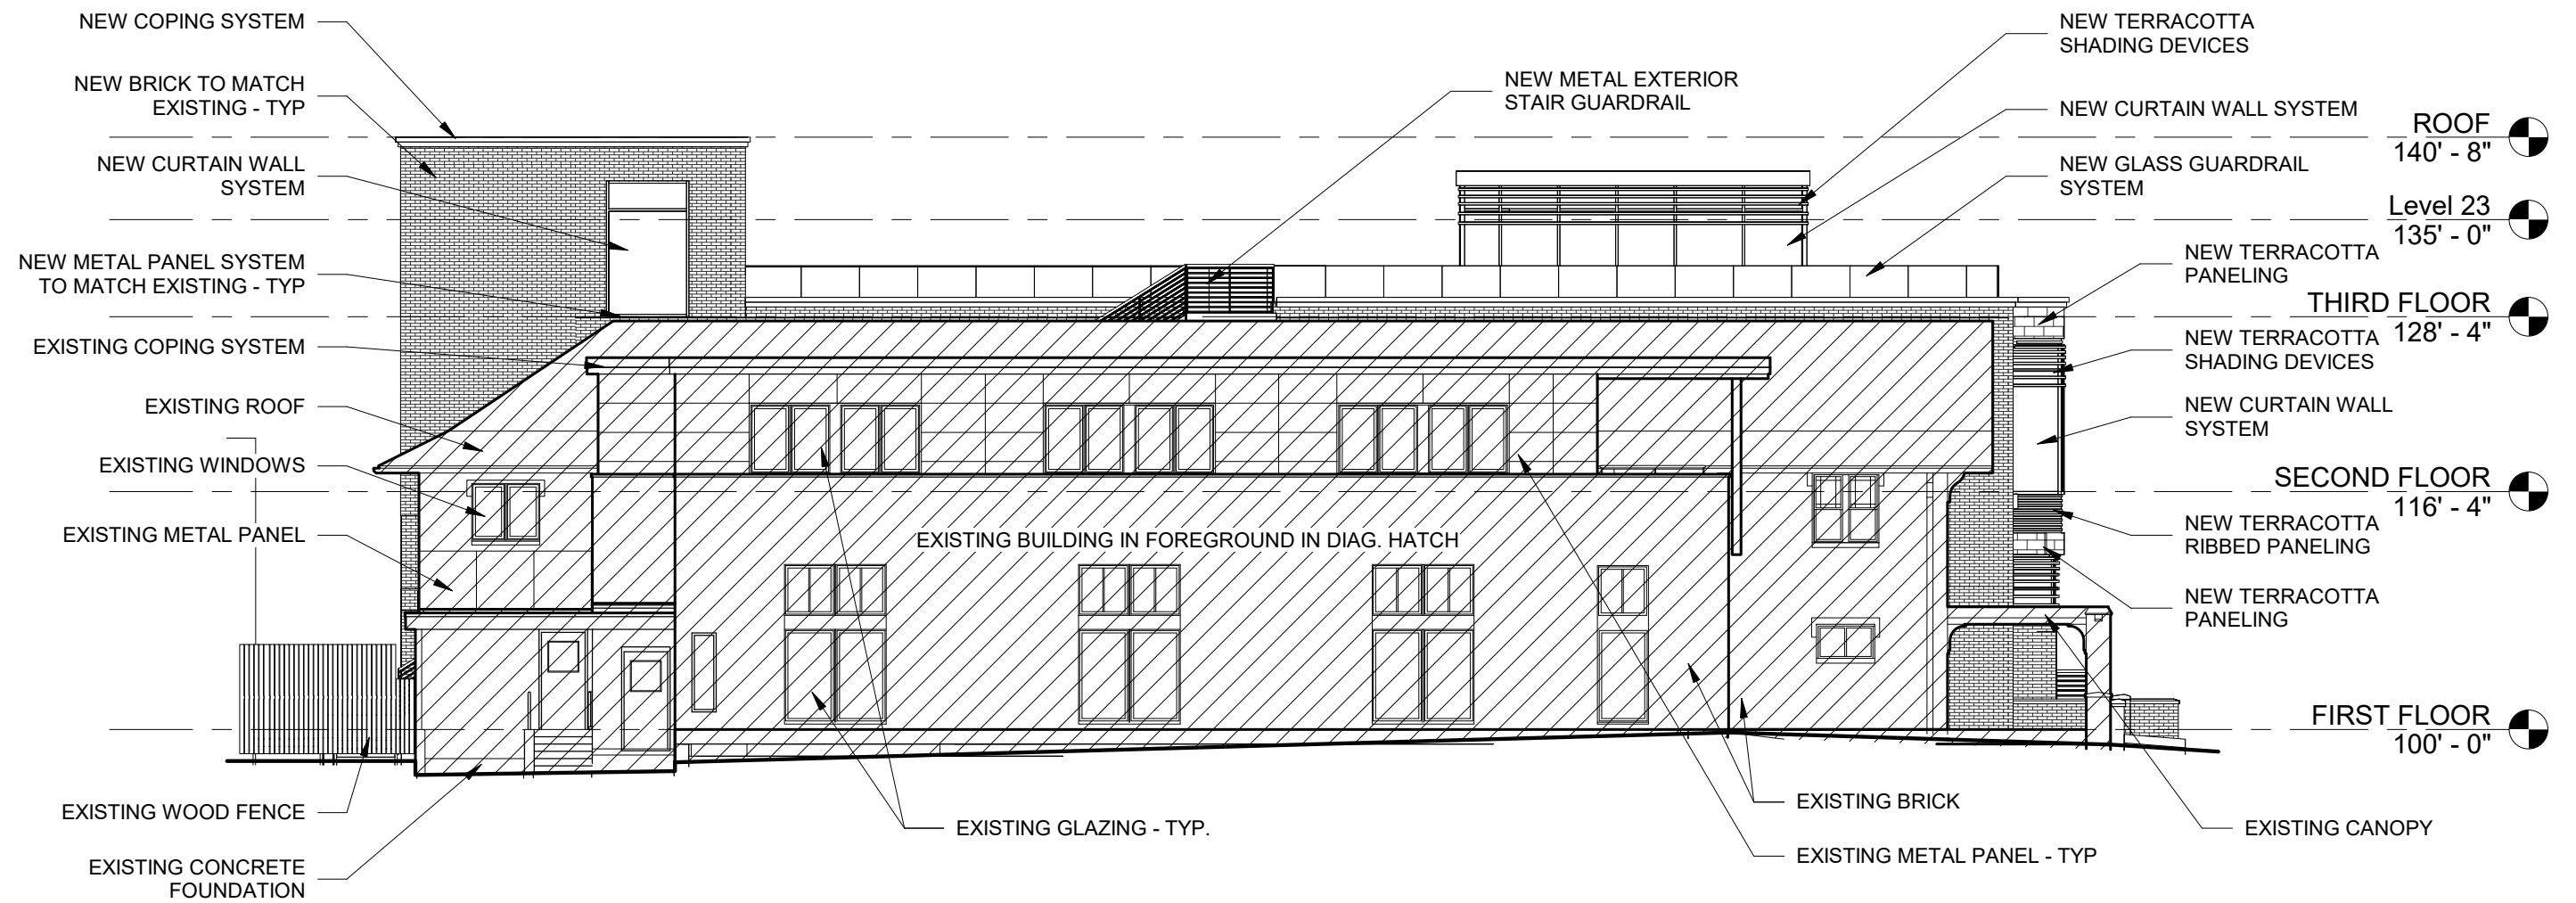 NEW COPING SYSTEM
NEW BRICK TO MATCH
EXISTING - TYP
NEW CURTAIN WALL
SYSTEM
NEW METAL PANEL SYSTEM
TO MATCH EXISTING - TYP
EXISTING COPING SYSTEM
EXISTING ROOF
EXISTING WINDOWS
EXISTING METAL PANEL
EXISTING WOOD FENCE
EXISTING CONCRETE
FOUNDATION
NEW METAL EXTERIOR
STAIR GUARDRAIL
EXISTING BUILDING IN FOREGROUND IN DIAG. HATCH
EXISTING GLAZING - TYP.
EXISTING BRICK
EXISTING METAL PANEL - TYP
EXISTING CANOPY
NEW TERRACOTTA
SHADING DEVICES
NEW CURTAIN WALL SYSTEM
NEW GLASS GUARDRAIL
SYSTEM
NEW TERRACOTTA
PANELING
NEW TERRACOTTA
SHADING DEVICES
NEW CURTAIN WALL
SYSTEM
NEW TERRACOTTA
RIBBED PANELING
NEW TERRACOTTA
PANELING
ROOF
140' - 8"
Level 23
135' - 0"
THIRD FLOOR
128' - 4"
SECOND FLOOR
116' - 4"
FIRST FLOOR
100' - 0"